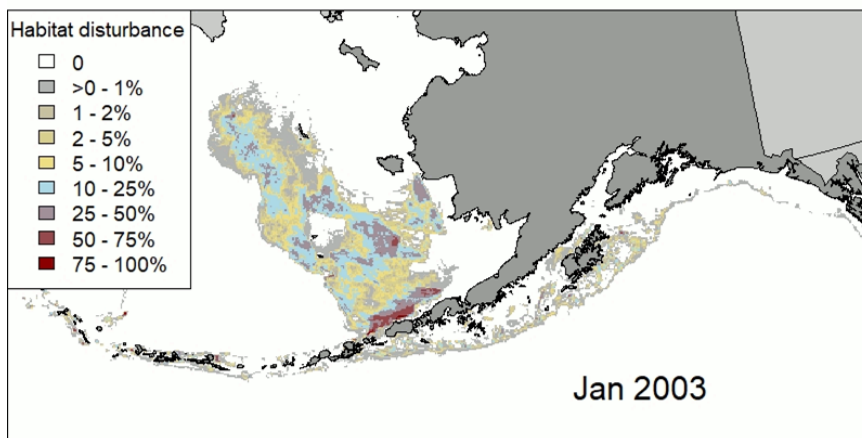 Habitat disturbance
0
>0 - 1%
1 - 2%
2 - 5%
5 - 10%
10 - 25%
25 - 50%
50 - 75%
75 - 100%
Jan 2003